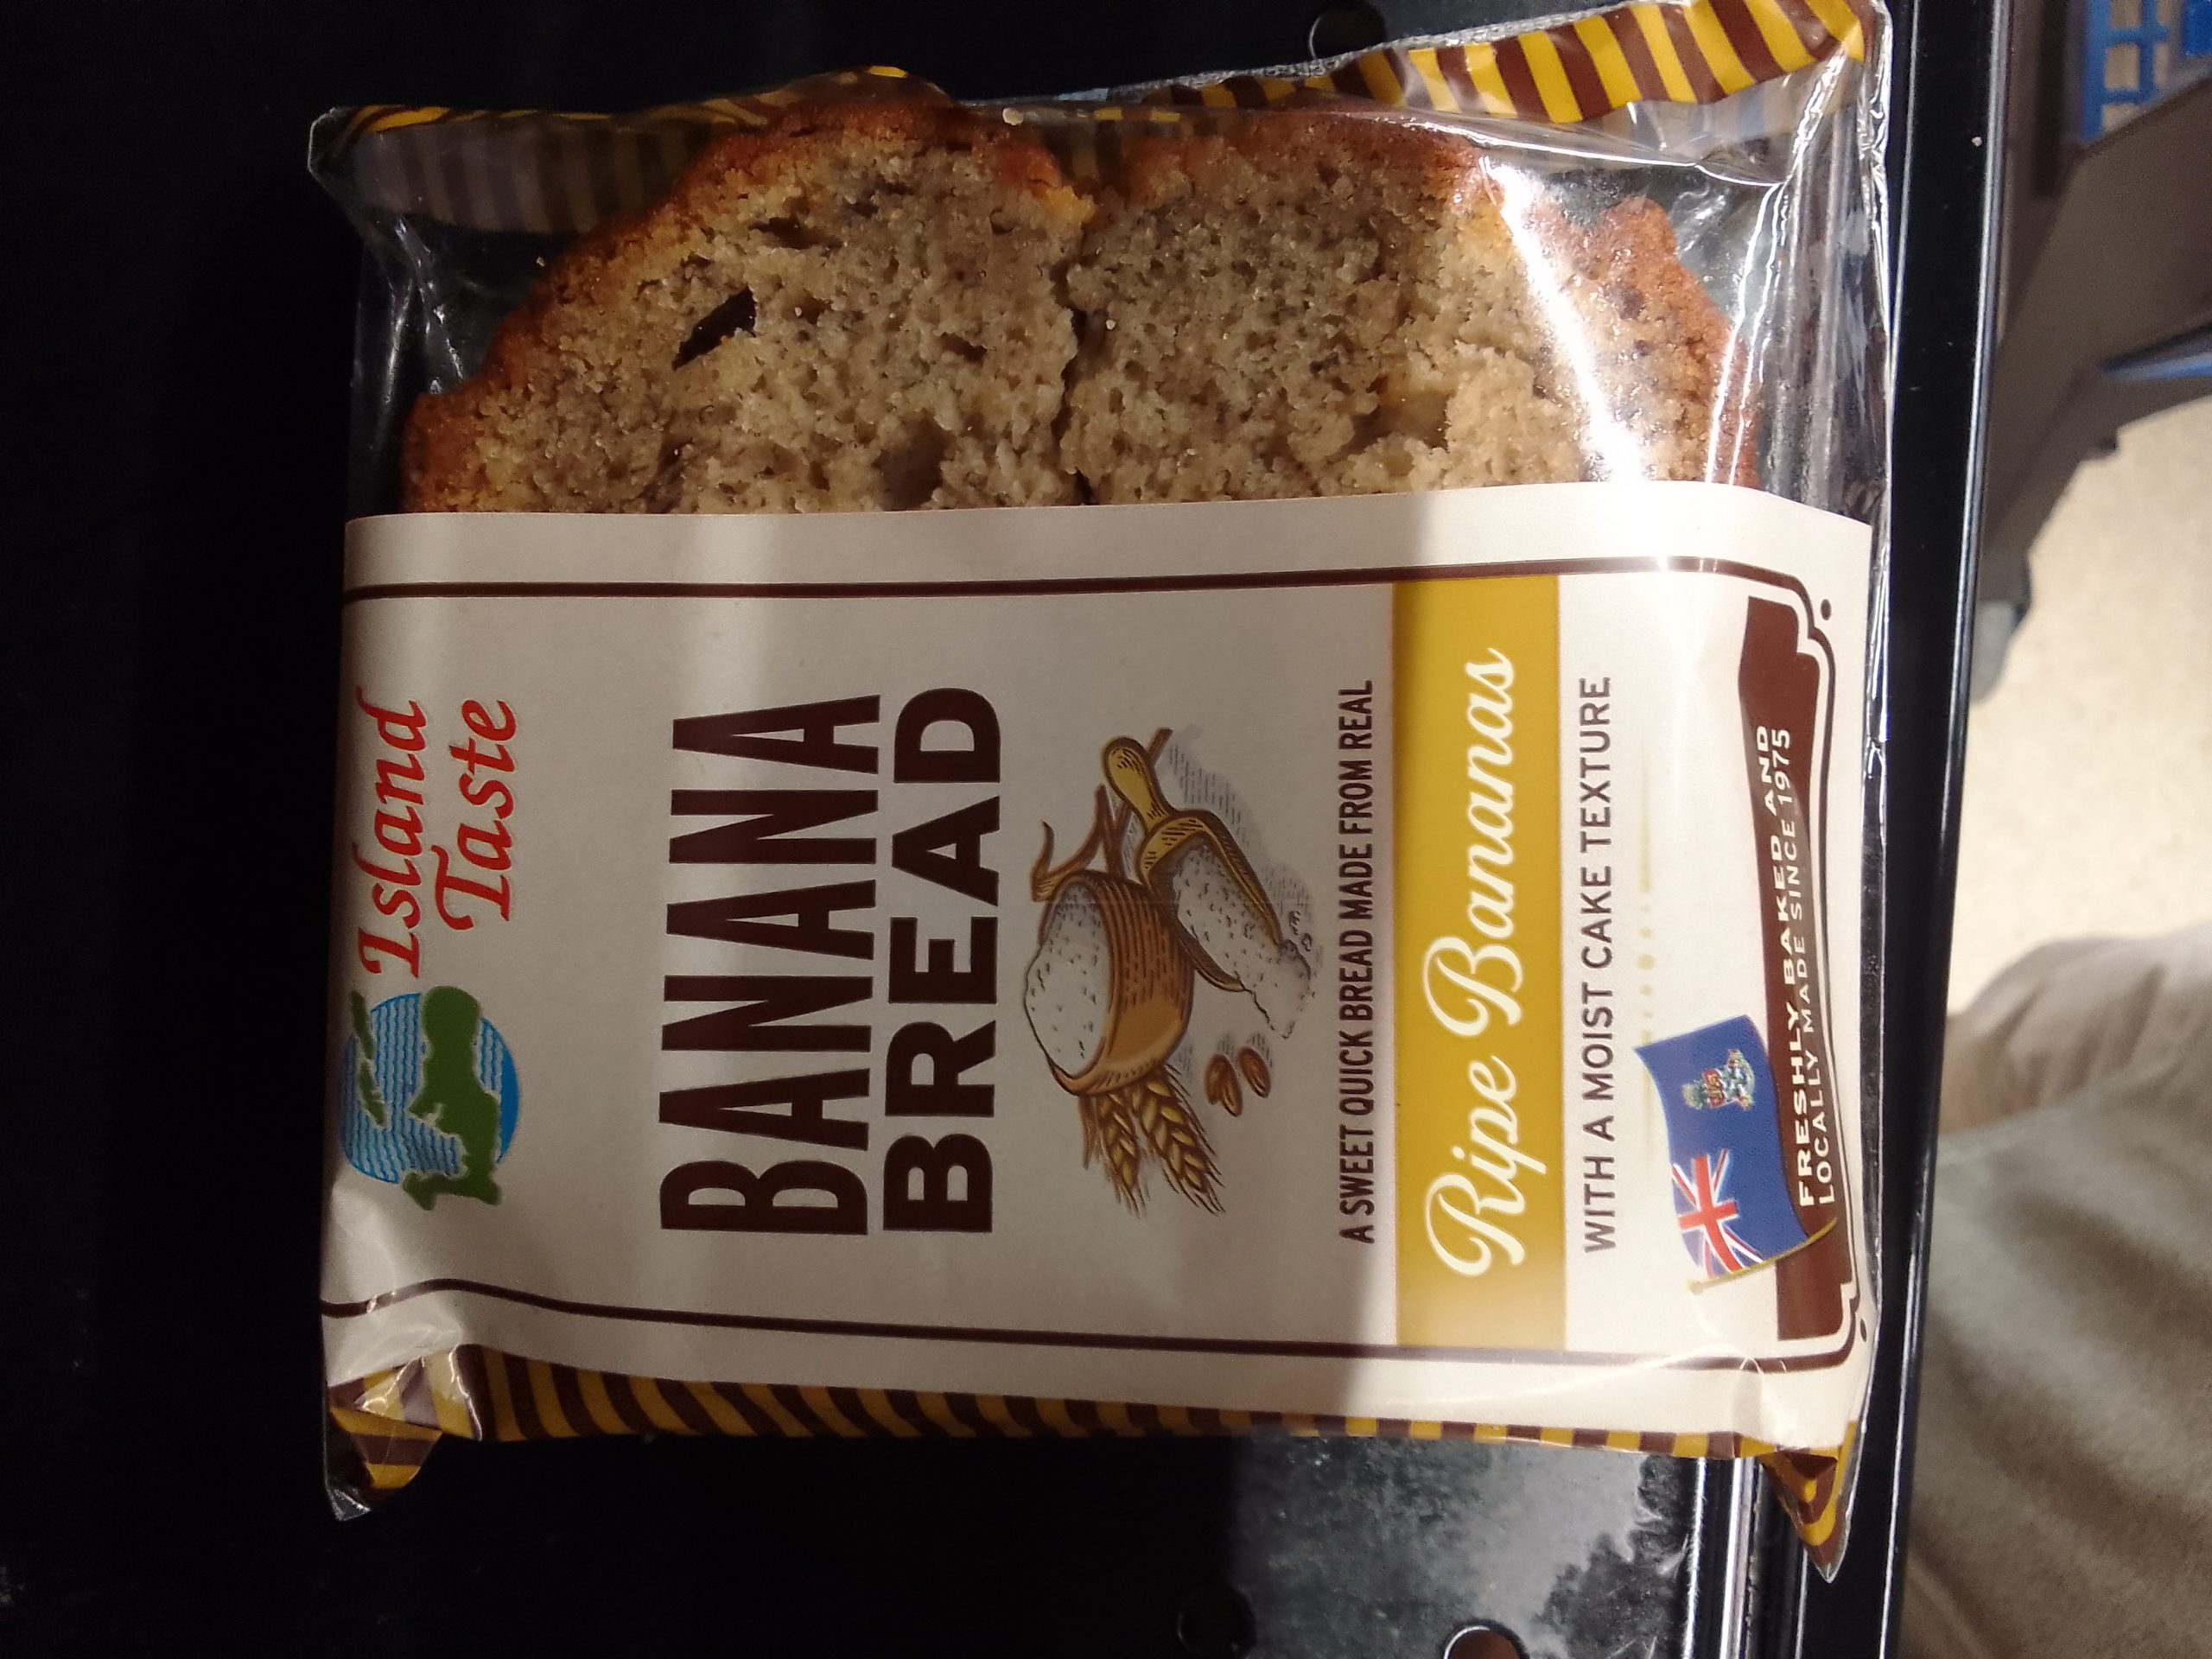 Island
Taste
BANANA
BREAD
A SWEET QUICK BREAD MADE FROM REAL
Ripe Bananas
WITH A MOIST CAKE TEXTURE
FRESHLY BAKED AND
LOCALLY MADE SINCE 1975